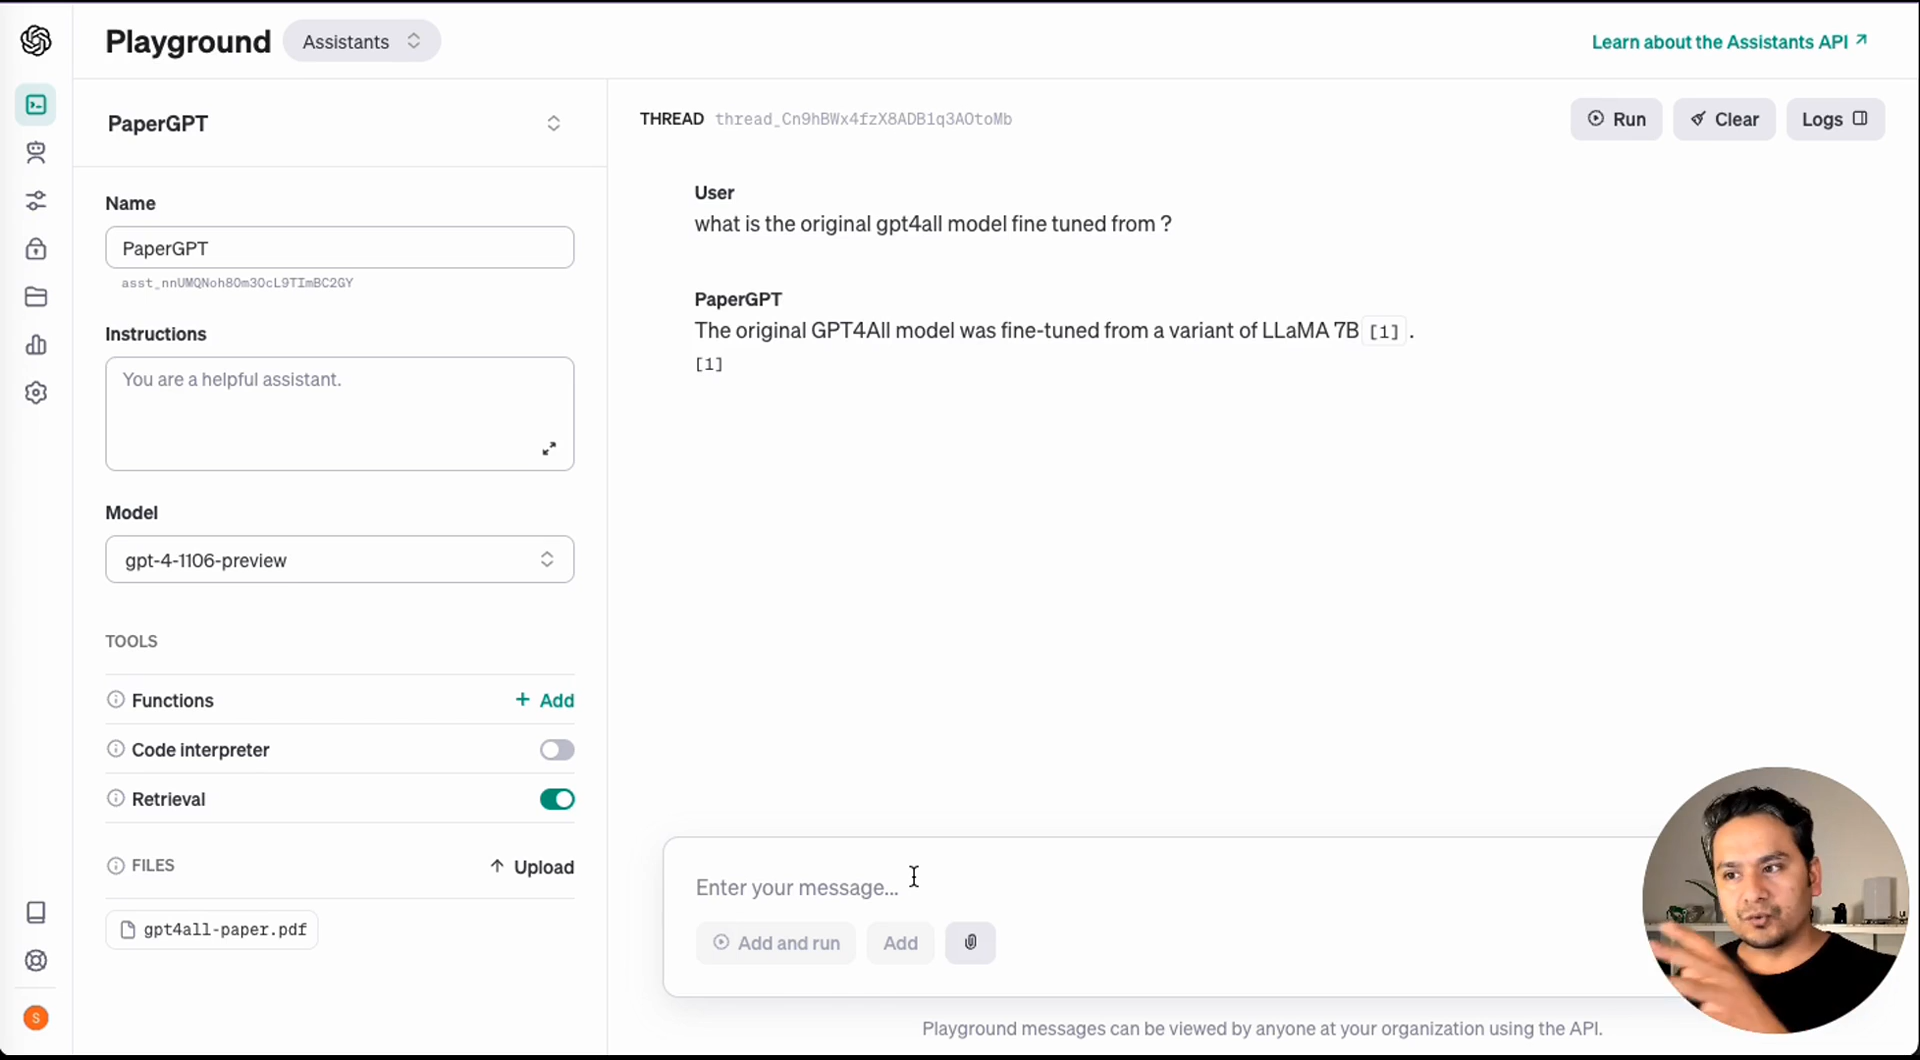 Playground
Assistants
Learn about the Assistants API
PaperGPT
Name
PaperGPT
asst_nnUMQNoh80m3OcL9TImBC2GY
Instructions
You are a helpful assistant.
Model
gpt-4-1106-preview
TOOLS
Functions
+ Add
Code interpreter
Retrieval
FILES
Upload
gpt4all-paper.pdf
S
THREAD thread_Cn9hBWx4fzX8ADB1q3AOtoMb
Run
Clear
Logs
User
what is the original gpt4all model fine tuned from ?
PaperGPT
The original GPT4All model was fine-tuned from a variant of LLaMA 7B [1] .
[1]
Enter your message...
Add and run
Add
Playground messages can be viewed by anyone at your organization using the API.